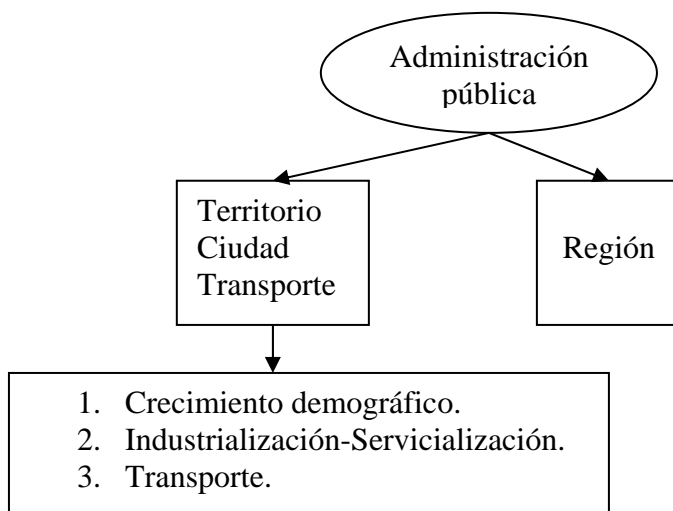 Administración
pública
Territorio
Ciudad
Transporte
Región
1. Crecimiento demográfico.
2. Industrialización-Servicialización.
3. Transporte.